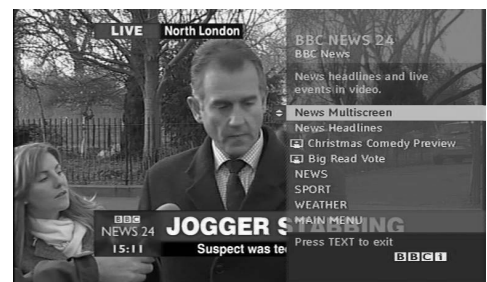 LIVE North London
BBC NEWS 24
BBC News
News headlines and live
events in video.
News Multiscreen
News Headlines
Christmas Comedy Preview
Big Read Vote
NEWS
SPORT
WEATHER
MAIN MENU
Press TEXT to exit
BBC 1
BBC
NEWS 24
15:11
JOGGER STABBING
Suspect was